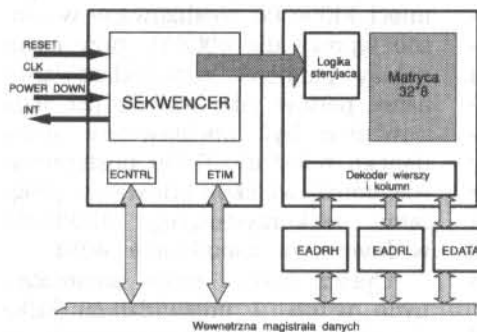 RESET
CLK
POWER DOWN
INT
SEKWENCER
Logika
sterująca
Matryca
32*8
ECNTRL
ETIM
Dekoder wierszy
i kolumn
EADRH
EADRL
EDATA
Wewnetrzna magistrala danych